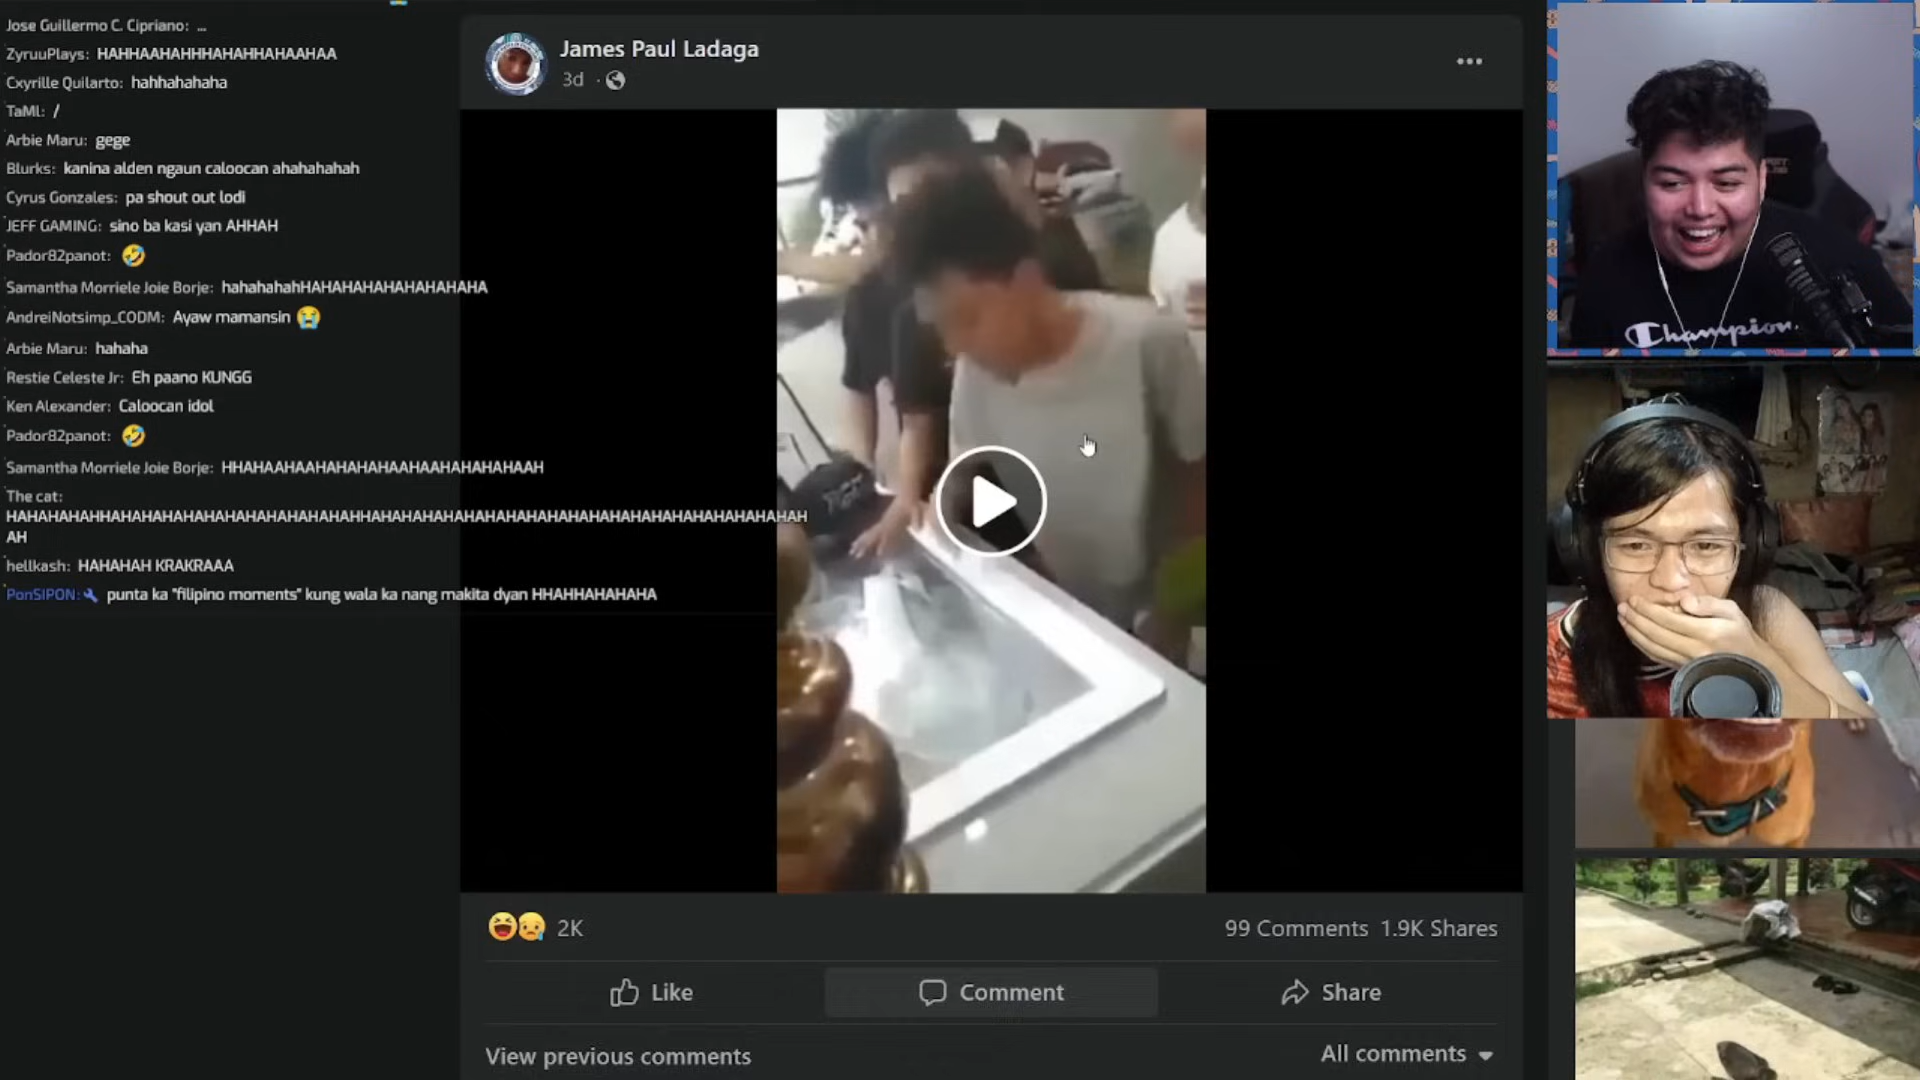 Jose Guillermo C. Cipriano: ...
ZyruuPlays: HAHHAAHAHHHAHAHHAHAAHAA
Cxyrille Quilarto: hahhahahaha
TaMl: /
Arbie Maru: gege
Blurks: kanina alden ngaun caloocan ahahahahah
Cyrus Gonzales: pa shout out lodi
JEFF GAMING: sino ba kasi yan AHHAH
Pador82panot: 🤣
Samantha Morriele Joie Borje: hahahahahHAHAHAHAHAHAHAHAHA
AndreiNotsimp_CODM: Ayaw mamansin 😭
Arbie Maru: hahaha
Restie Celeste Jr: Eh paano KUNGG
Ken Alexander: Caloocan idol
Pador82panot: 🤣
Samantha Morriele Joie Borje: HHAHAAHAAHAHAHAHAAHAAHAHAHAHAAH
The cat:
HAHAHAHAHHAHAHAHAHAHAHAHAHAHAHAHHAHAHAHAHAHAHAHAHAHAHAHAHAHAHAHAHAHAHAHAH
AH
hellkash: HAHAHAH KRAKRAAA
PonSIPON: punta ka "filipino moments" kung wala ka nang makita dyan HHAHHAHAHAHA
James Paul Ladaga
3d ·
Champion.
2K
99 Comments 1.9K Shares
Like Comment Share
View previous comments All comments